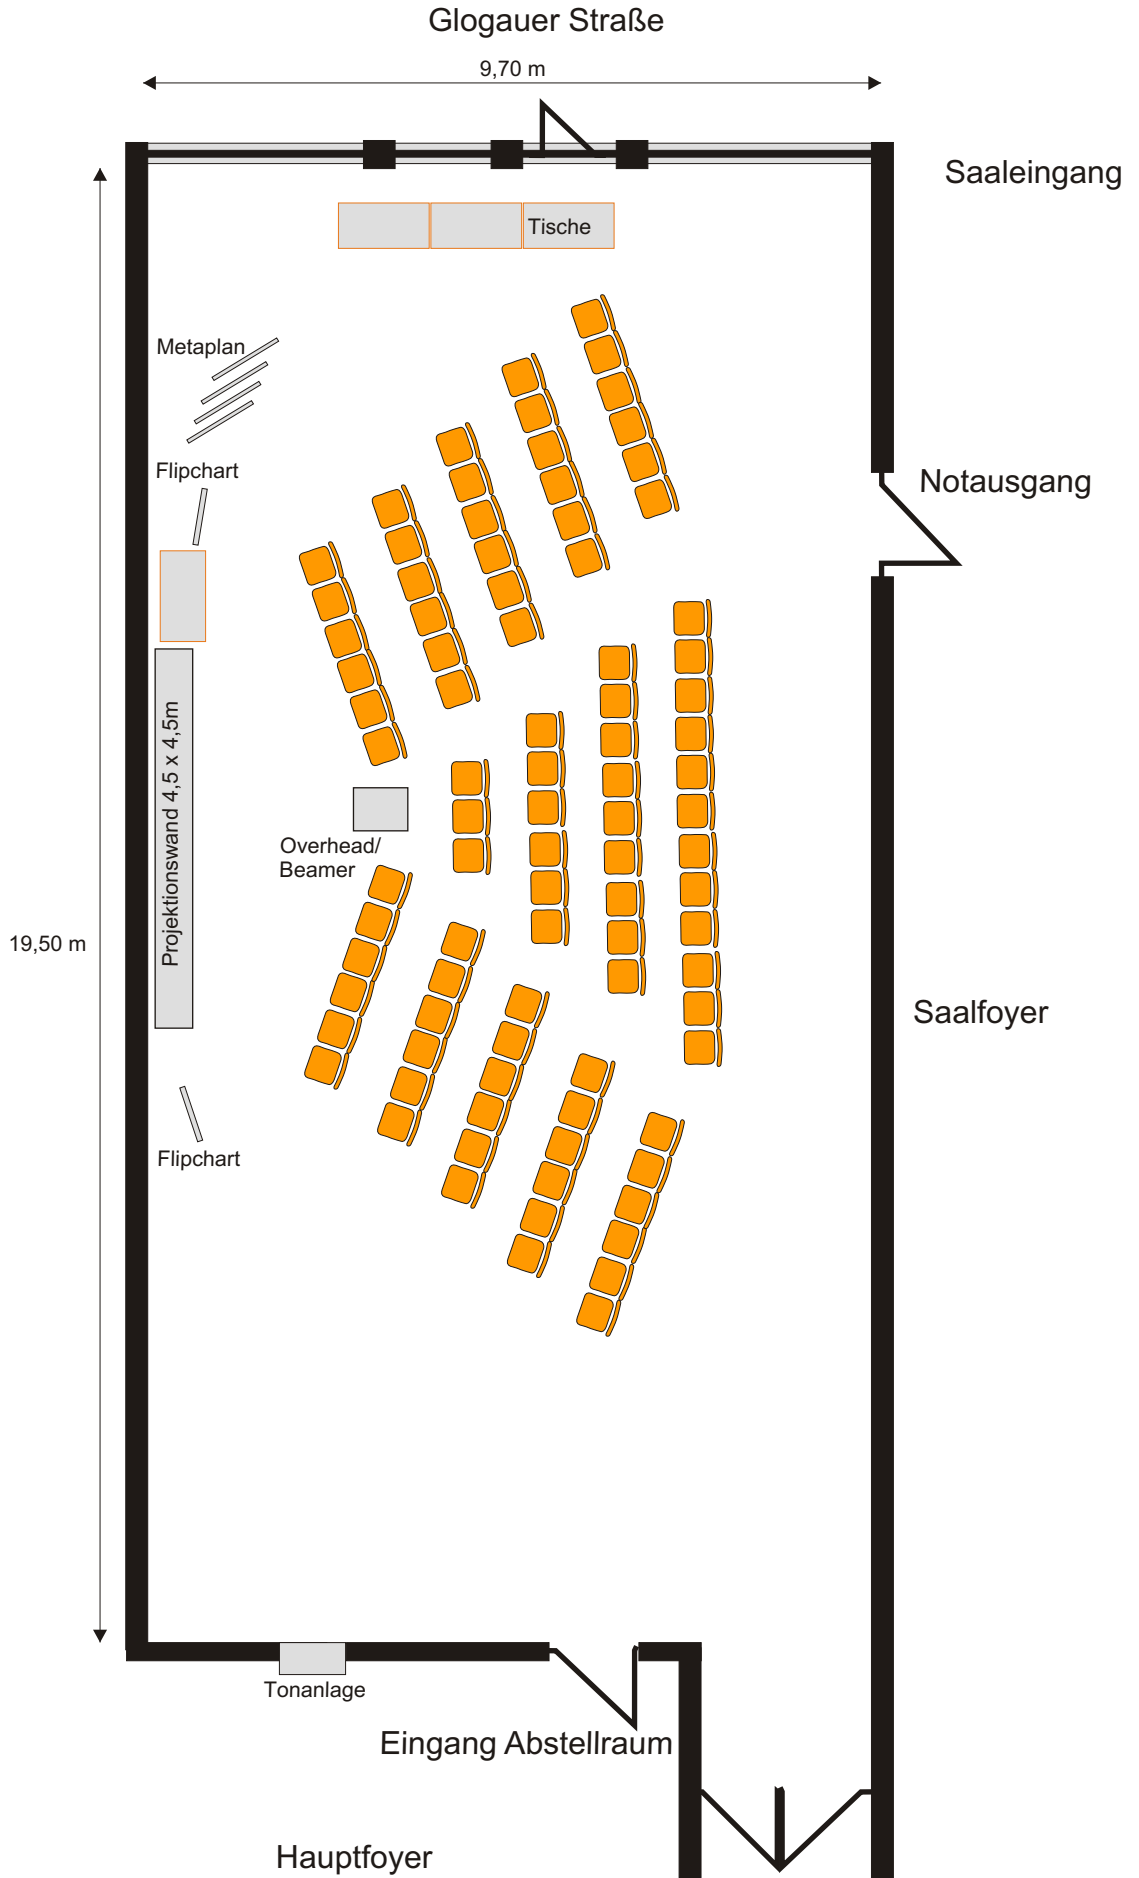 Glogauer Straße
9,70 m
Saaleingang
Tische
Metaplan
Flipchart
Notausgang
Projektionswand 4,5 x 4,5m
Overhead/
Beamer
19,50 m
Saalfoyer
Flipchart
Tonanlage
Eingang Abstellraum
Hauptfoyer